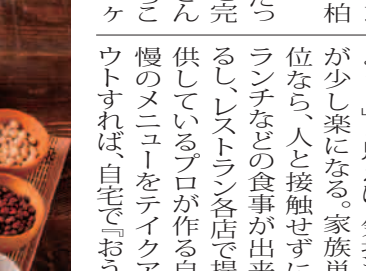 柏
たっ
完
さん
こ
ヶ
が少し楽になる。家族単
位なら、人と接触せずに
ランチなどの食事が出来
るし、レストラン各店で提
供しているプロが作る自
慢のメニューをテイクア
ウトすれば、自宅で『おう